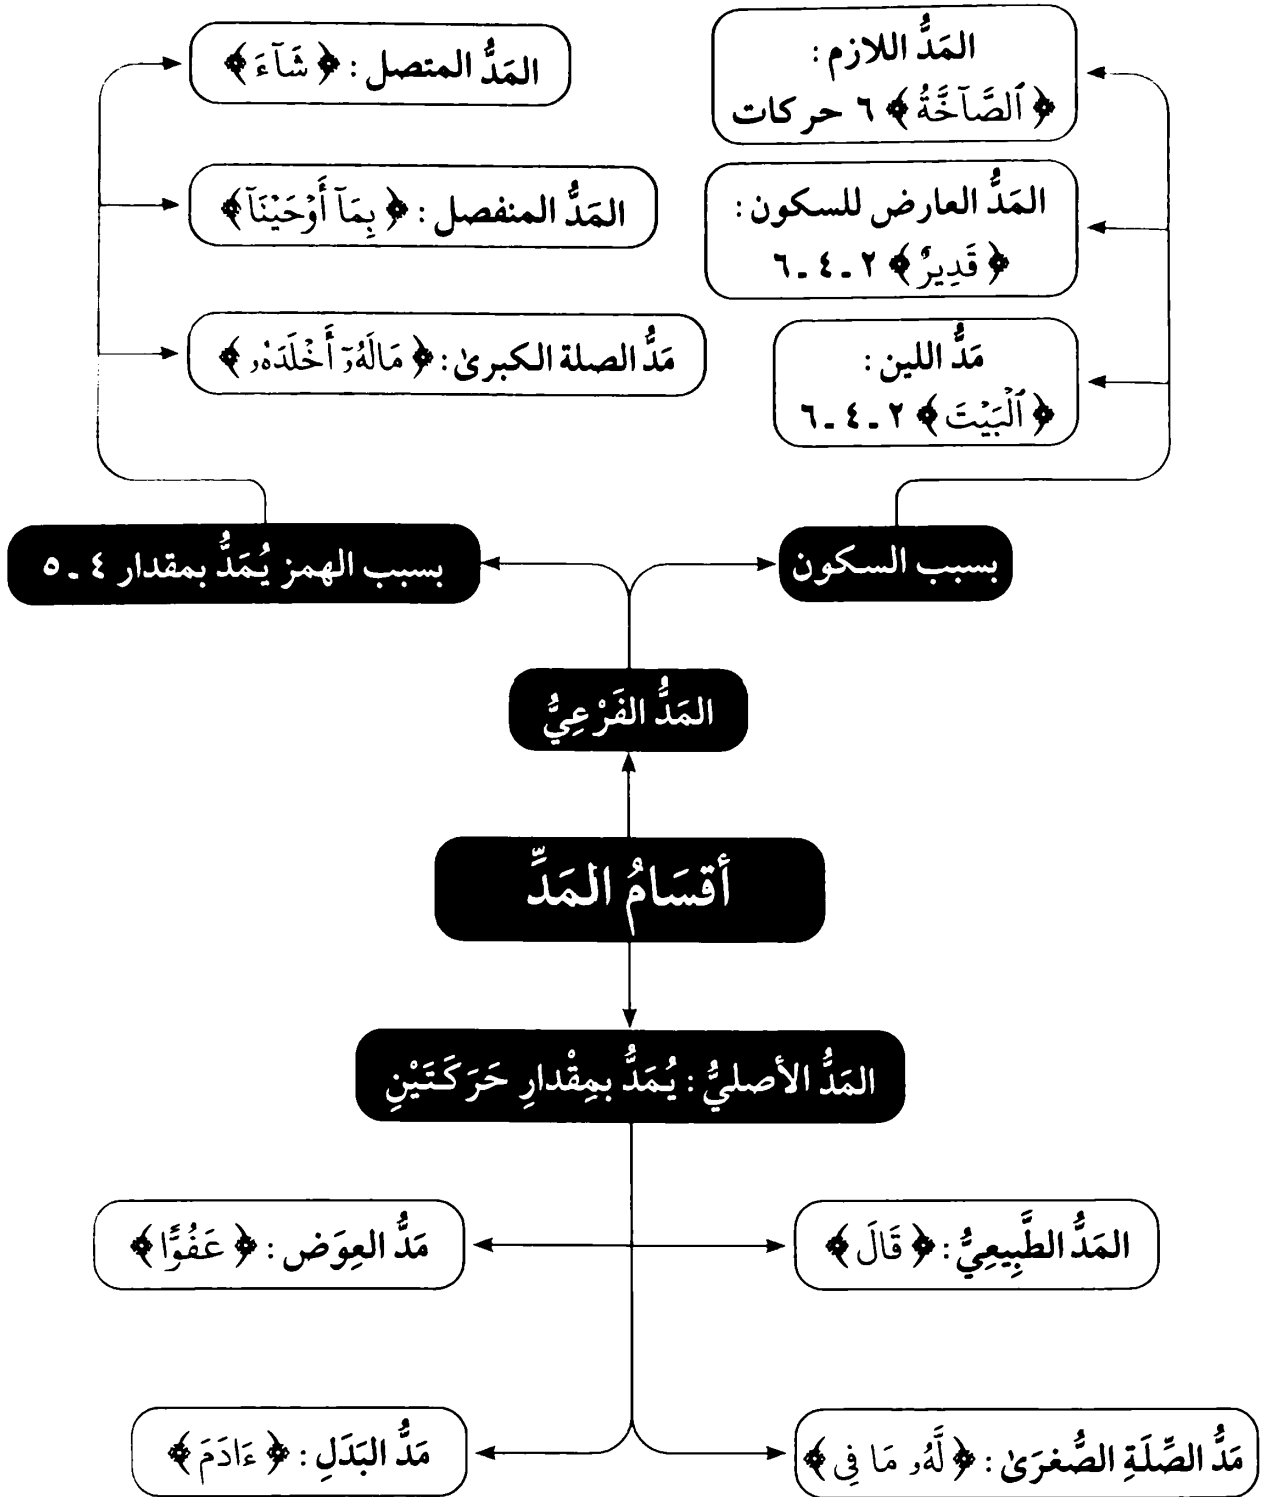 المَدُّ اللازم :
﴿ ٱلصَّآخَّةُ ﴾ ٦ حركات
المَدُّ العارض للسكون :
﴿ قَدِيرٌ ﴾ ٢ ـ ٤ ـ ٦
مَدُّ اللين :
﴿ ٱلْبَيْتَ ﴾ ٢ ـ ٤ ـ ٦
المَدُّ المتصل : ﴿ شَآءَ ﴾
المَدُّ المنفصل : ﴿ بِمَآ أَوْحَيْنَآ ﴾
مَدُّ الصلة الكبرىٰ : ﴿ مَالَهُۥٓ أَخْلَدَهُۥ ﴾
بسبب السكون
بسبب الهمز يُمَدُّ بمقدار ٤ ـ ٥
المَدُّ الفَرْعِيُّ
أقسَامُ المَدِّ
المَدُّ الأصليُّ : يُمَدُّ بمِقْدارِ حَرَكَتَيْنِ
المَدُّ الطَّبِيعِيُّ : ﴿ قَالَ ﴾
مَدُّ العِوَض : ﴿ عَفُوًّا ﴾
مَدُّ الصِّلَةِ الصُّغرَىٰ : ﴿ لَّهُۥ مَا فِى ﴾
مَدُّ البَدَلِ : ﴿ ءَادَمَ ﴾